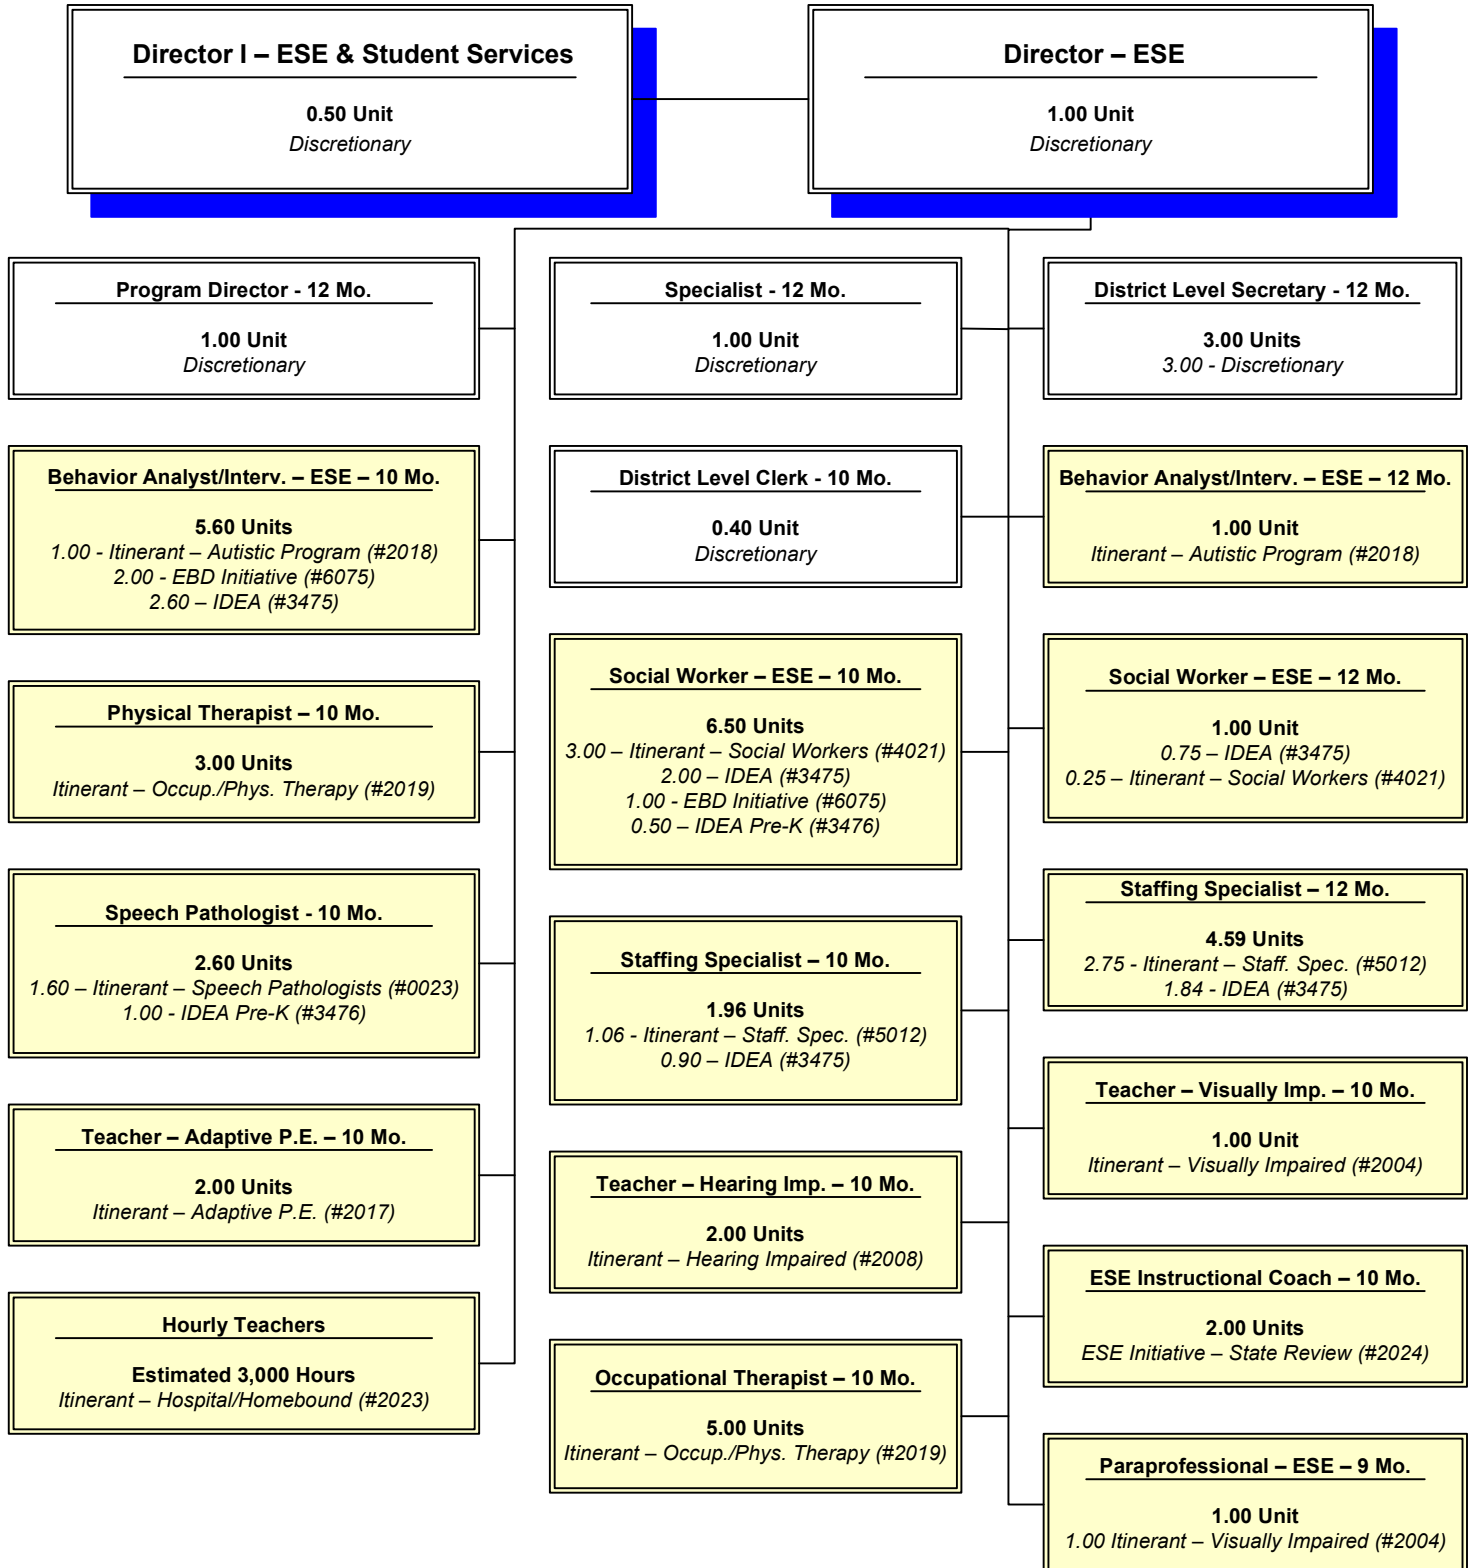 Director I – ESE & Student Services
0.50 Unit
Discretionary
Director – ESE
1.00 Unit
Discretionary
Program Director - 12 Mo.
1.00 Unit
Discretionary
Specialist - 12 Mo.
1.00 Unit
Discretionary
District Level Secretary - 12 Mo.
3.00 Units
3.00 - Discretionary
Behavior Analyst/Interv. – ESE – 10 Mo.
5.60 Units
1.00 - Itinerant – Autistic Program (#2018)
2.00 - EBD Initiative (#6075)
2.60 – IDEA (#3475)
District Level Clerk - 10 Mo.
0.40 Unit
Discretionary
Behavior Analyst/Interv. – ESE – 12 Mo.
1.00 Unit
Itinerant – Autistic Program (#2018)
Physical Therapist – 10 Mo.
3.00 Units
Itinerant – Occup./Phys. Therapy (#2019)
Social Worker – ESE – 10 Mo.
6.50 Units
3.00 – Itinerant – Social Workers (#4021)
2.00 – IDEA (#3475)
1.00 - EBD Initiative (#6075)
0.50 – IDEA Pre-K (#3476)
Social Worker – ESE – 12 Mo.
1.00 Unit
0.75 – IDEA (#3475)
0.25 – Itinerant – Social Workers (#4021)
Speech Pathologist - 10 Mo.
2.60 Units
1.60 – Itinerant – Speech Pathologists (#0023)
1.00 - IDEA Pre-K (#3476)
Staffing Specialist – 10 Mo.
1.96 Units
1.06 - Itinerant – Staff. Spec. (#5012)
0.90 – IDEA (#3475)
Staffing Specialist – 12 Mo.
4.59 Units
2.75 - Itinerant – Staff. Spec. (#5012)
1.84 - IDEA (#3475)
Teacher – Adaptive P.E. – 10 Mo.
2.00 Units
Itinerant – Adaptive P.E. (#2017)
Teacher – Hearing Imp. – 10 Mo.
2.00 Units
Itinerant – Hearing Impaired (#2008)
Teacher – Visually Imp. – 10 Mo.
1.00 Unit
Itinerant – Visually Impaired (#2004)
Hourly Teachers
Estimated 3,000 Hours
Itinerant – Hospital/Homebound (#2023)
Occupational Therapist – 10 Mo.
5.00 Units
Itinerant – Occup./Phys. Therapy (#2019)
ESE Instructional Coach – 10 Mo.
2.00 Units
ESE Initiative – State Review (#2024)
Paraprofessional – ESE – 9 Mo.
1.00 Unit
1.00 Itinerant – Visually Impaired (#2004)